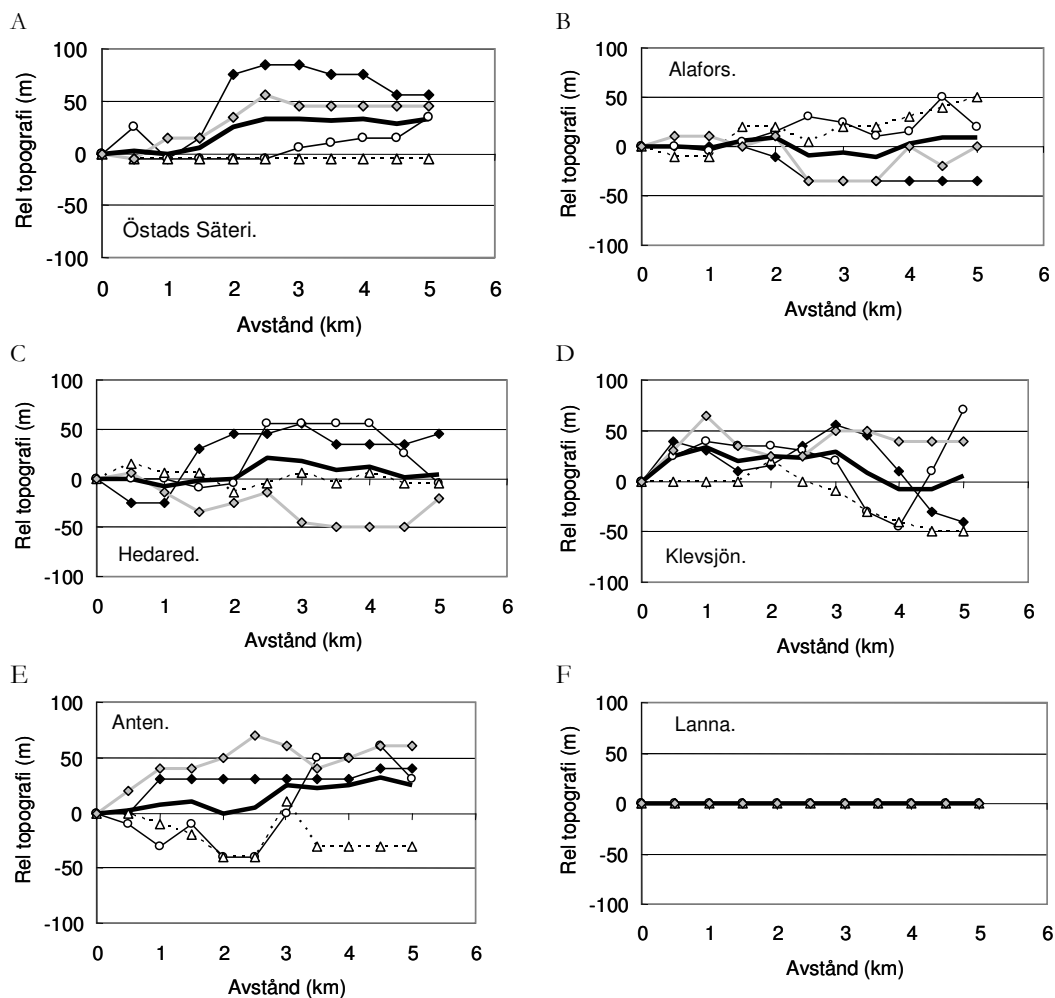 A
Rel topografi (m)
100
50
0
-50
-100
Östads Säteri.
0 1 2 3 4 5 6
Avstånd (km)
B
Rel topografi (m)
100
50
0
-50
-100
Alafors.
0 1 2 3 4 5 6
Avstånd (km)
C
Rel topografi (m)
100
50
0
-50
-100
Hedared.
0 1 2 3 4 5 6
Avstånd (km)
D
Rel topografi (m)
100
50
0
-50
-100
Klevsjön.
0 1 2 3 4 5 6
Avstånd (km)
E
Rel topografi (m)
100
50
0
-50
-100
Anten.
0 1 2 3 4 5 6
Avstånd (km)
F
Rel topografi (m)
100
50
0
-50
-100
Lanna.
0 1 2 3 4 5 6
Avstånd (km)